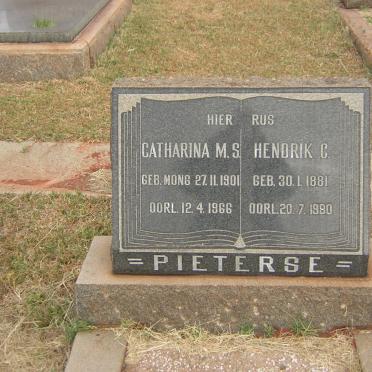 HIER RUS
CATHARINA M.S. HENDRIK C.
GEB. MONG 27.11.1901 GEB. 30.1.1881
OORL. 12.4.1966 OORL. 20.7.1980
= PIETERSE =